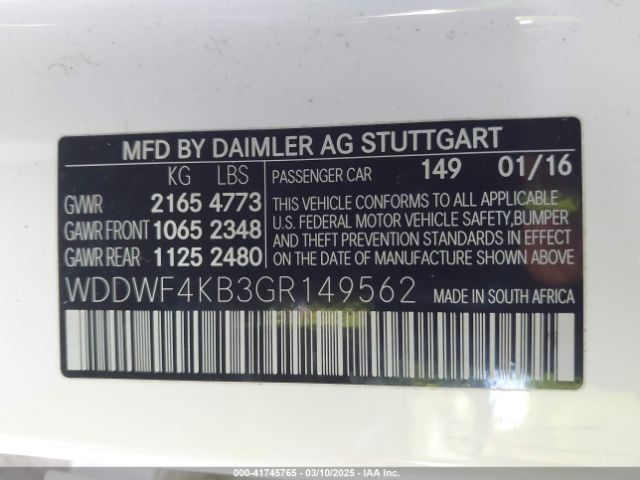 MFD BY DAIMLER AG STUTTGART
KG LBS
GVWR 2165 4773
GAWR FRONT 1065 2348
GAWR REAR 1125 2480
PASSENGER CAR 149 01/16
THIS VEHICLE CONFORMS TO ALL APPLICABLE
U.S. FEDERAL MOTOR VEHICLE SAFETY,BUMPER
AND THEFT PREVENTION STANDARDS IN EFFECT
ON THE DATE OF MANUFACTURE SHOWN ABOVE
WDDWF4KB3GR149562 MADE IN SOUTH AFRICA
000-41745765 - 03/10/2025 - IAA Inc.